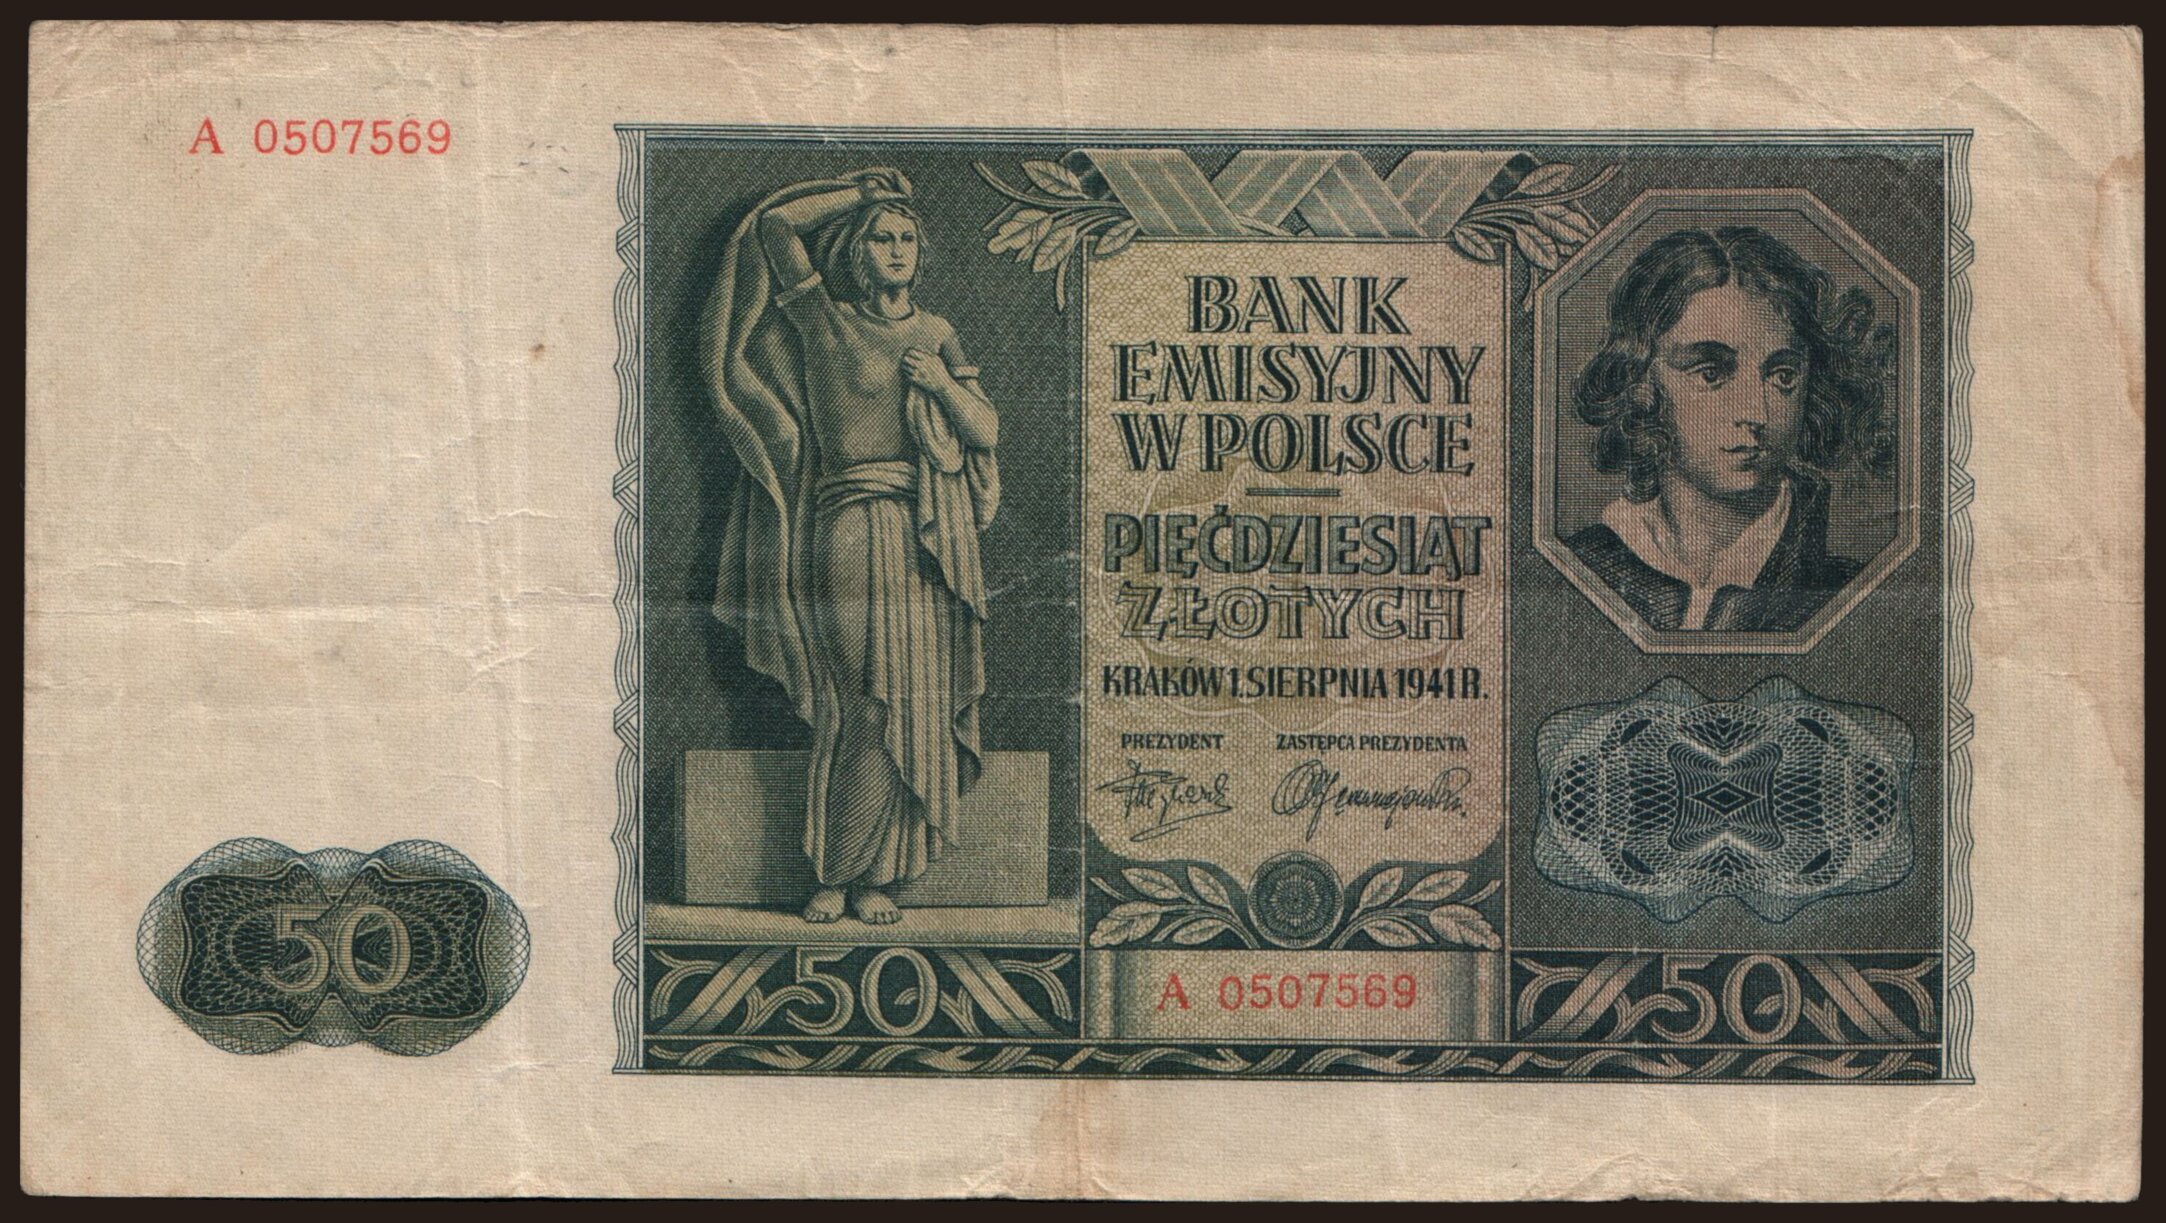 A 0507569
BANK
EMISYJNY
W POLSCE
PIĘĆDZIESIĄT
ZŁOTYCH
KRAKÓW 1. SIERPNIA 1941 R.
PREZYDENT ZASTĘPCA PREZYDENTA
50
50
A 0507569
50